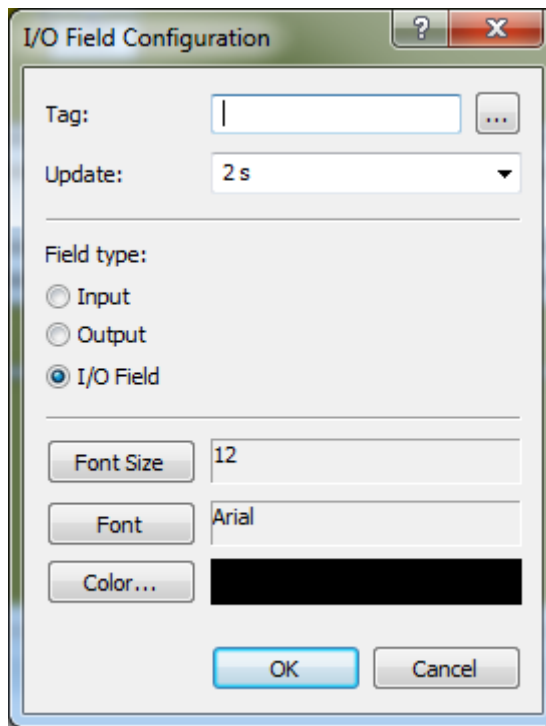 I/O Field Configuration
?
X
Tag:
...
Update: 2 s
Field type:
Input
Output
I/O Field
Font Size 12
Font Arial
Color...
OK Cancel